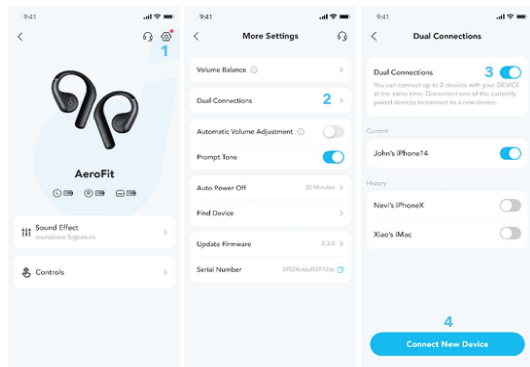 9:41
1
AeroFit
Sound Effect
soundcore Signature
Controls
9:41
More Settings
Volume Balance
Dual Connections
2
Automatic Volume Adjustment
Prompt Tone
Auto Power Off
30 Minutes
Find Device
Update Firmware
2.3.0
Serial Number
9:41
Dual Connections
Dual Connections
3
You can connect up to 2 devices with your DEVICE
at the same time. Disconnect one of the currently
paired devices to connect to a new device.
Current
John's iPhone14
History
Nevi's iPhoneX
Xiao's iMac
4
Connect New Device